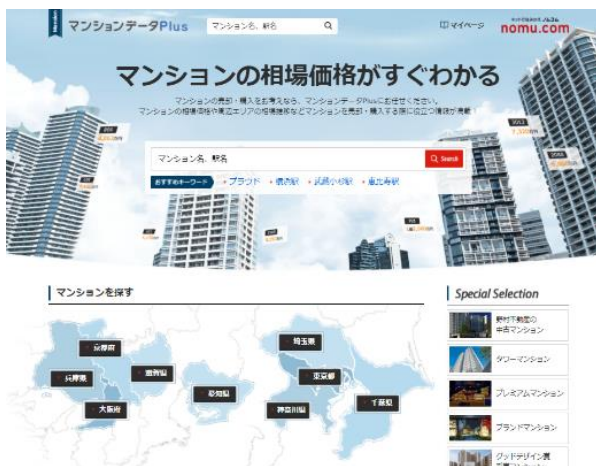 マンションデータPlus
マンション名、駅名
マイページ
nomu.com
マンションの相場価格がすぐわかる
マンションの売却・購入をお考えなら、マンションデータPlusにお任せください。
マンションの相場価格や周辺エリアの相場推移などマンションを売却・購入する際に役立つ情報が満載!
マンション名、駅名
Search
おすすめキーワード
プラウド
横浜駅
武蔵小杉駅
恵比寿駅
マンションを探す
京都府
兵庫県
滋賀県
大阪府
愛知県
埼玉県
東京都
神奈川県
千葉県
Special Selection
野村不動産の
中古マンション
タワーマンション
プレミアムマンション
ブランドマンション
グッドデザイン賞